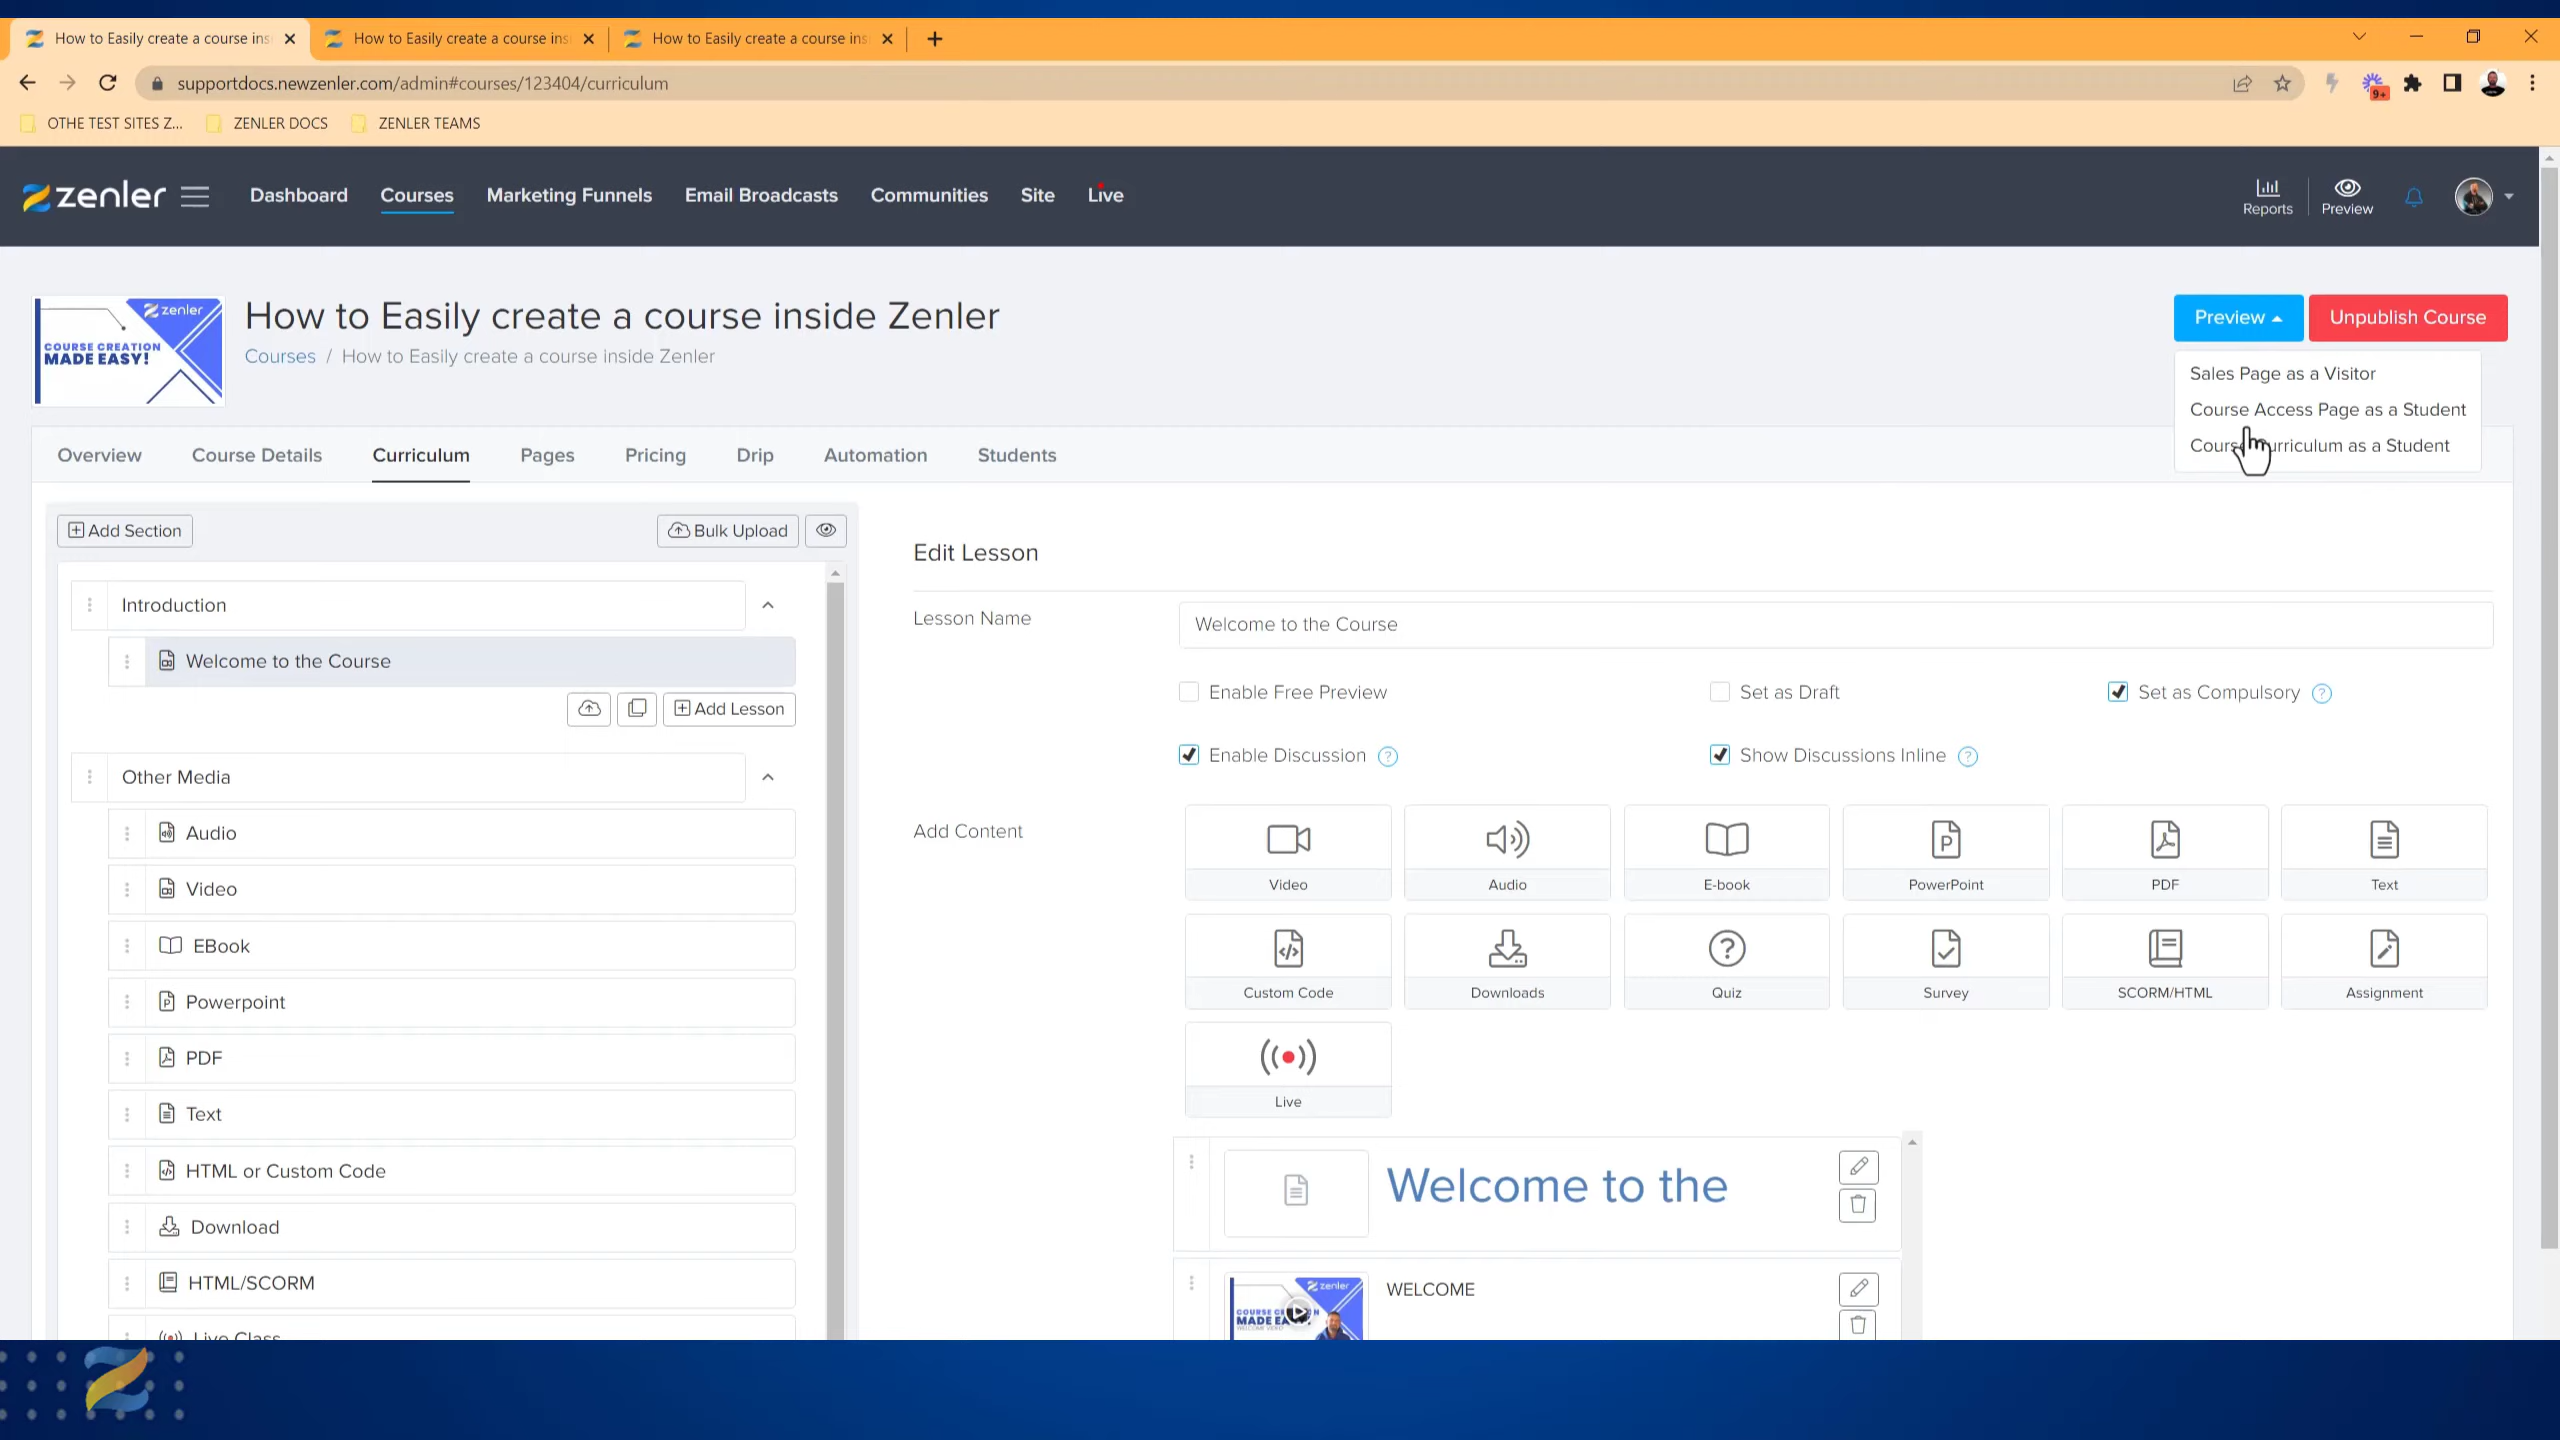 How to Easily create a course ins
How to Easily create a course ins
How to Easily create a course ins
supportdocs.newzenler.com/admin#courses/123404/curriculum
9+
OTHE TEST SITES Z...
ZENLER DOCS
ZENLER TEAMS
zenler
Dashboard
Courses
Marketing Funnels
Email Broadcasts
Communities
Site
Live
Reports
Preview
zenler
COURSE CREATION
MADE EASY!
How to Easily create a course inside Zenler
Courses / How to Easily create a course inside Zenler
Preview
Unpublish Course
Sales Page as a Visitor
Course Access Page as a Student
as a Student
Overview
Course Details
Curriculum
Pages
Pricing
Drip
Automation
Students
Add Section
Bulk Upload
Introduction
Welcome to the Course
Add Lesson
Other Media
Audio
Video
EBook
Powerpoint
PDF
Text
HTML or Custom Code
Download
HTML/SCORM
Live Class
Edit Lesson
Lesson Name
Welcome to the Course
Enable Free Preview
Set as Draft
Set as Compulsory ?
Enable Discussion ?
Show Discussions Inline ?
Add Content
Video
Audio
E-book
PowerPoint
PDF
Text
Custom Code
Downloads
Quiz
Survey
SCORM/HTML
Assignment
Live
Welcome to the
WELCOME
zenler